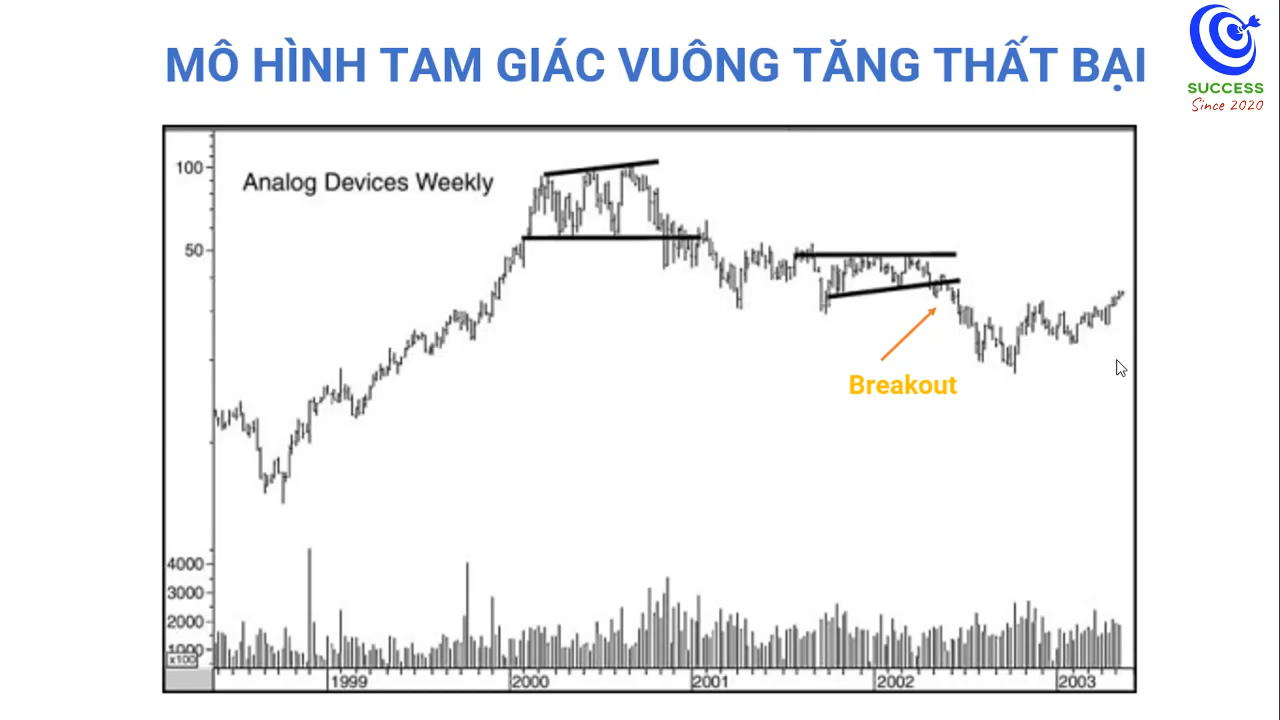 MÔ HÌNH TAM GIÁC VUÔNG TĂNG THẤT BẠI
SUCCESS
Since 2020
Analog Devices Weekly
100
50
Breakout
4000
3000
2000
1000
x100
1999
2000
2001
2002
2003